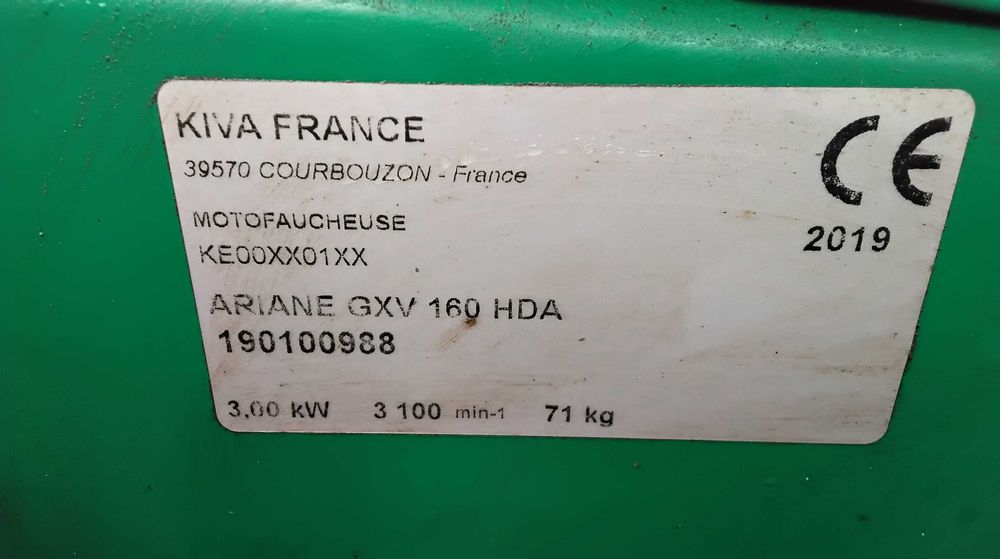 KIVA FRANCE
39570 COURBOUZON - France
CE
2019
MOTOFAUCHEUSE
KE00XX01XX
ARIANE GXV 160 HDA
190100988
3,00 kW 3 100 min-1 71 kg